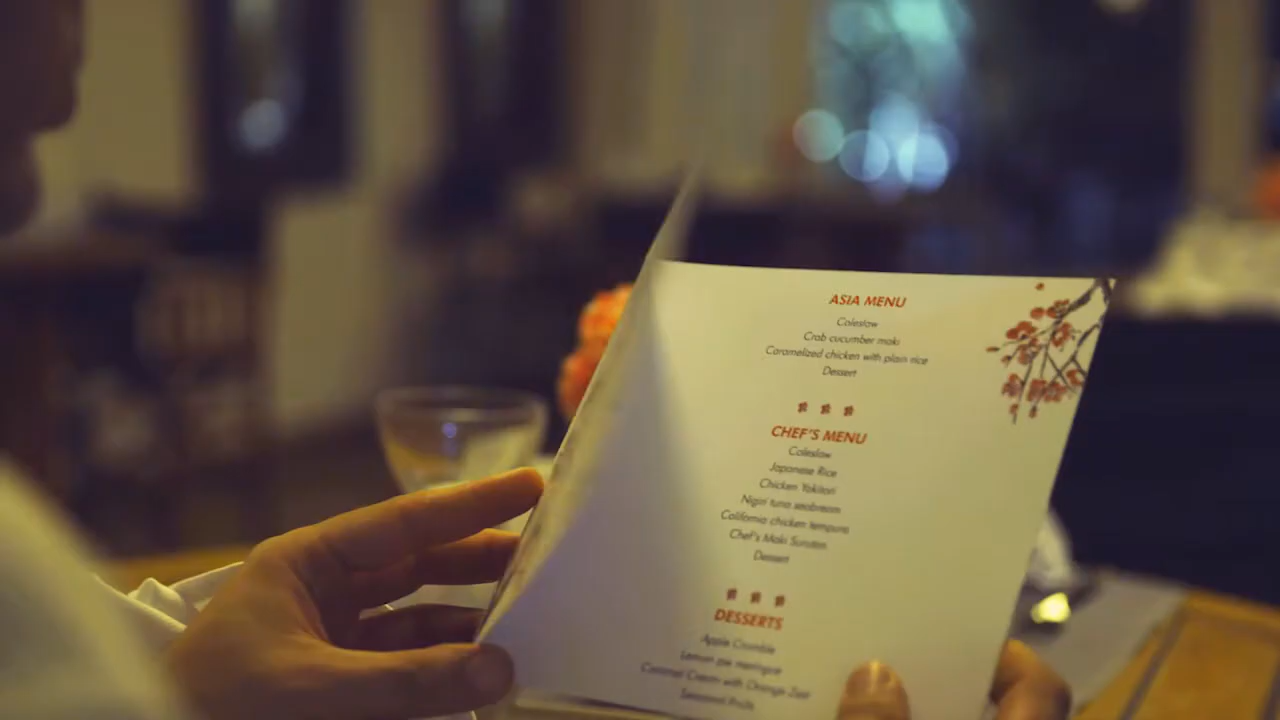 ASIA MENU
Coleslaw
Crab cucumber maki
Caramelized chicken with plain rice
Dessert
CHEF'S MENU
Coleslaw
Japanese Rice
Chicken Yakitori
Nigiri tuna seabream
California chicken tempura
Chef's Maki
Dessert
DESSERTS
Apple Crumble
Lemon pie meringue
Caramel Cream with Orange Zest
Seasonal Fruits